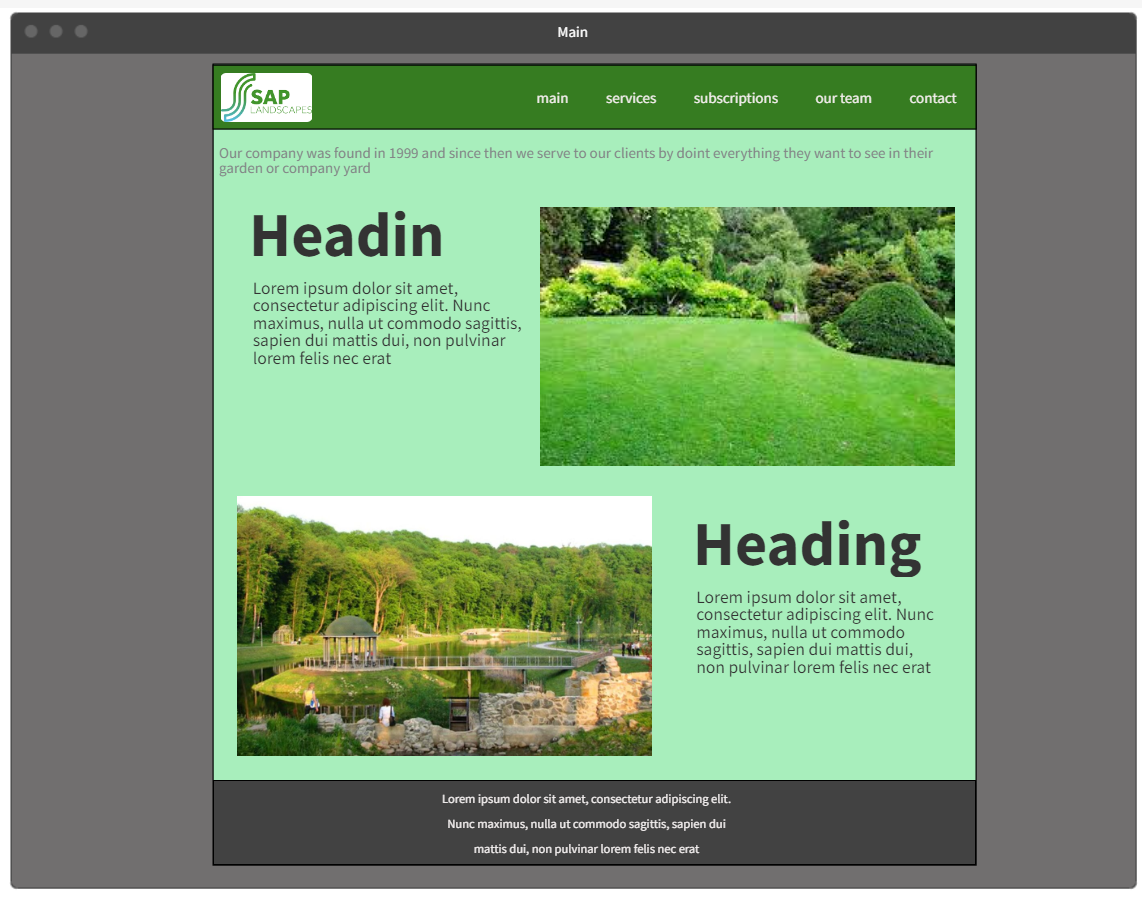 Main
SAP
LANDSCAPES
main services subscriptions our team contact
Our company was found in 1999 and since then we serve to our clients by doint everything they want to see in their
garden or company yard
Headin
Lorem ipsum dolor sit amet,
consectetur adipiscing elit. Nunc
maximus, nulla ut commodo sagittis,
sapien dui mattis dui, non pulvinar
lorem felis nec erat
Heading
Lorem ipsum dolor sit amet,
consectetur adipiscing elit. Nunc
maximus, nulla ut commodo
sagittis, sapien dui mattis dui,
non pulvinar lorem felis nec erat
Lorem ipsum dolor sit amet, consectetur adipiscing elit.
Nunc maximus, nulla ut commodo sagittis, sapien dui
mattis dui, non pulvinar lorem felis nec erat